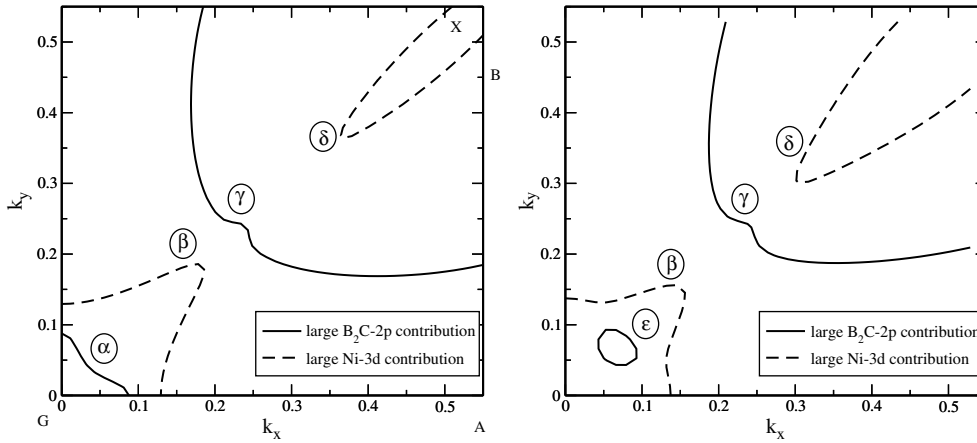 0.5
0.4
0.3
0.2
0.1
0
k_y
X
B
δ
γ
β
α
large B₂C-2p contribution
large Ni-3d contribution
0 0.1 0.2 0.3 0.4 0.5
G
k_x
A
0.5
0.4
0.3
0.2
0.1
0
k_y
δ
γ
β
ε
large B₂C-2p contribution
large Ni-3d contribution
0 0.1 0.2 0.3 0.4 0.5
k_x